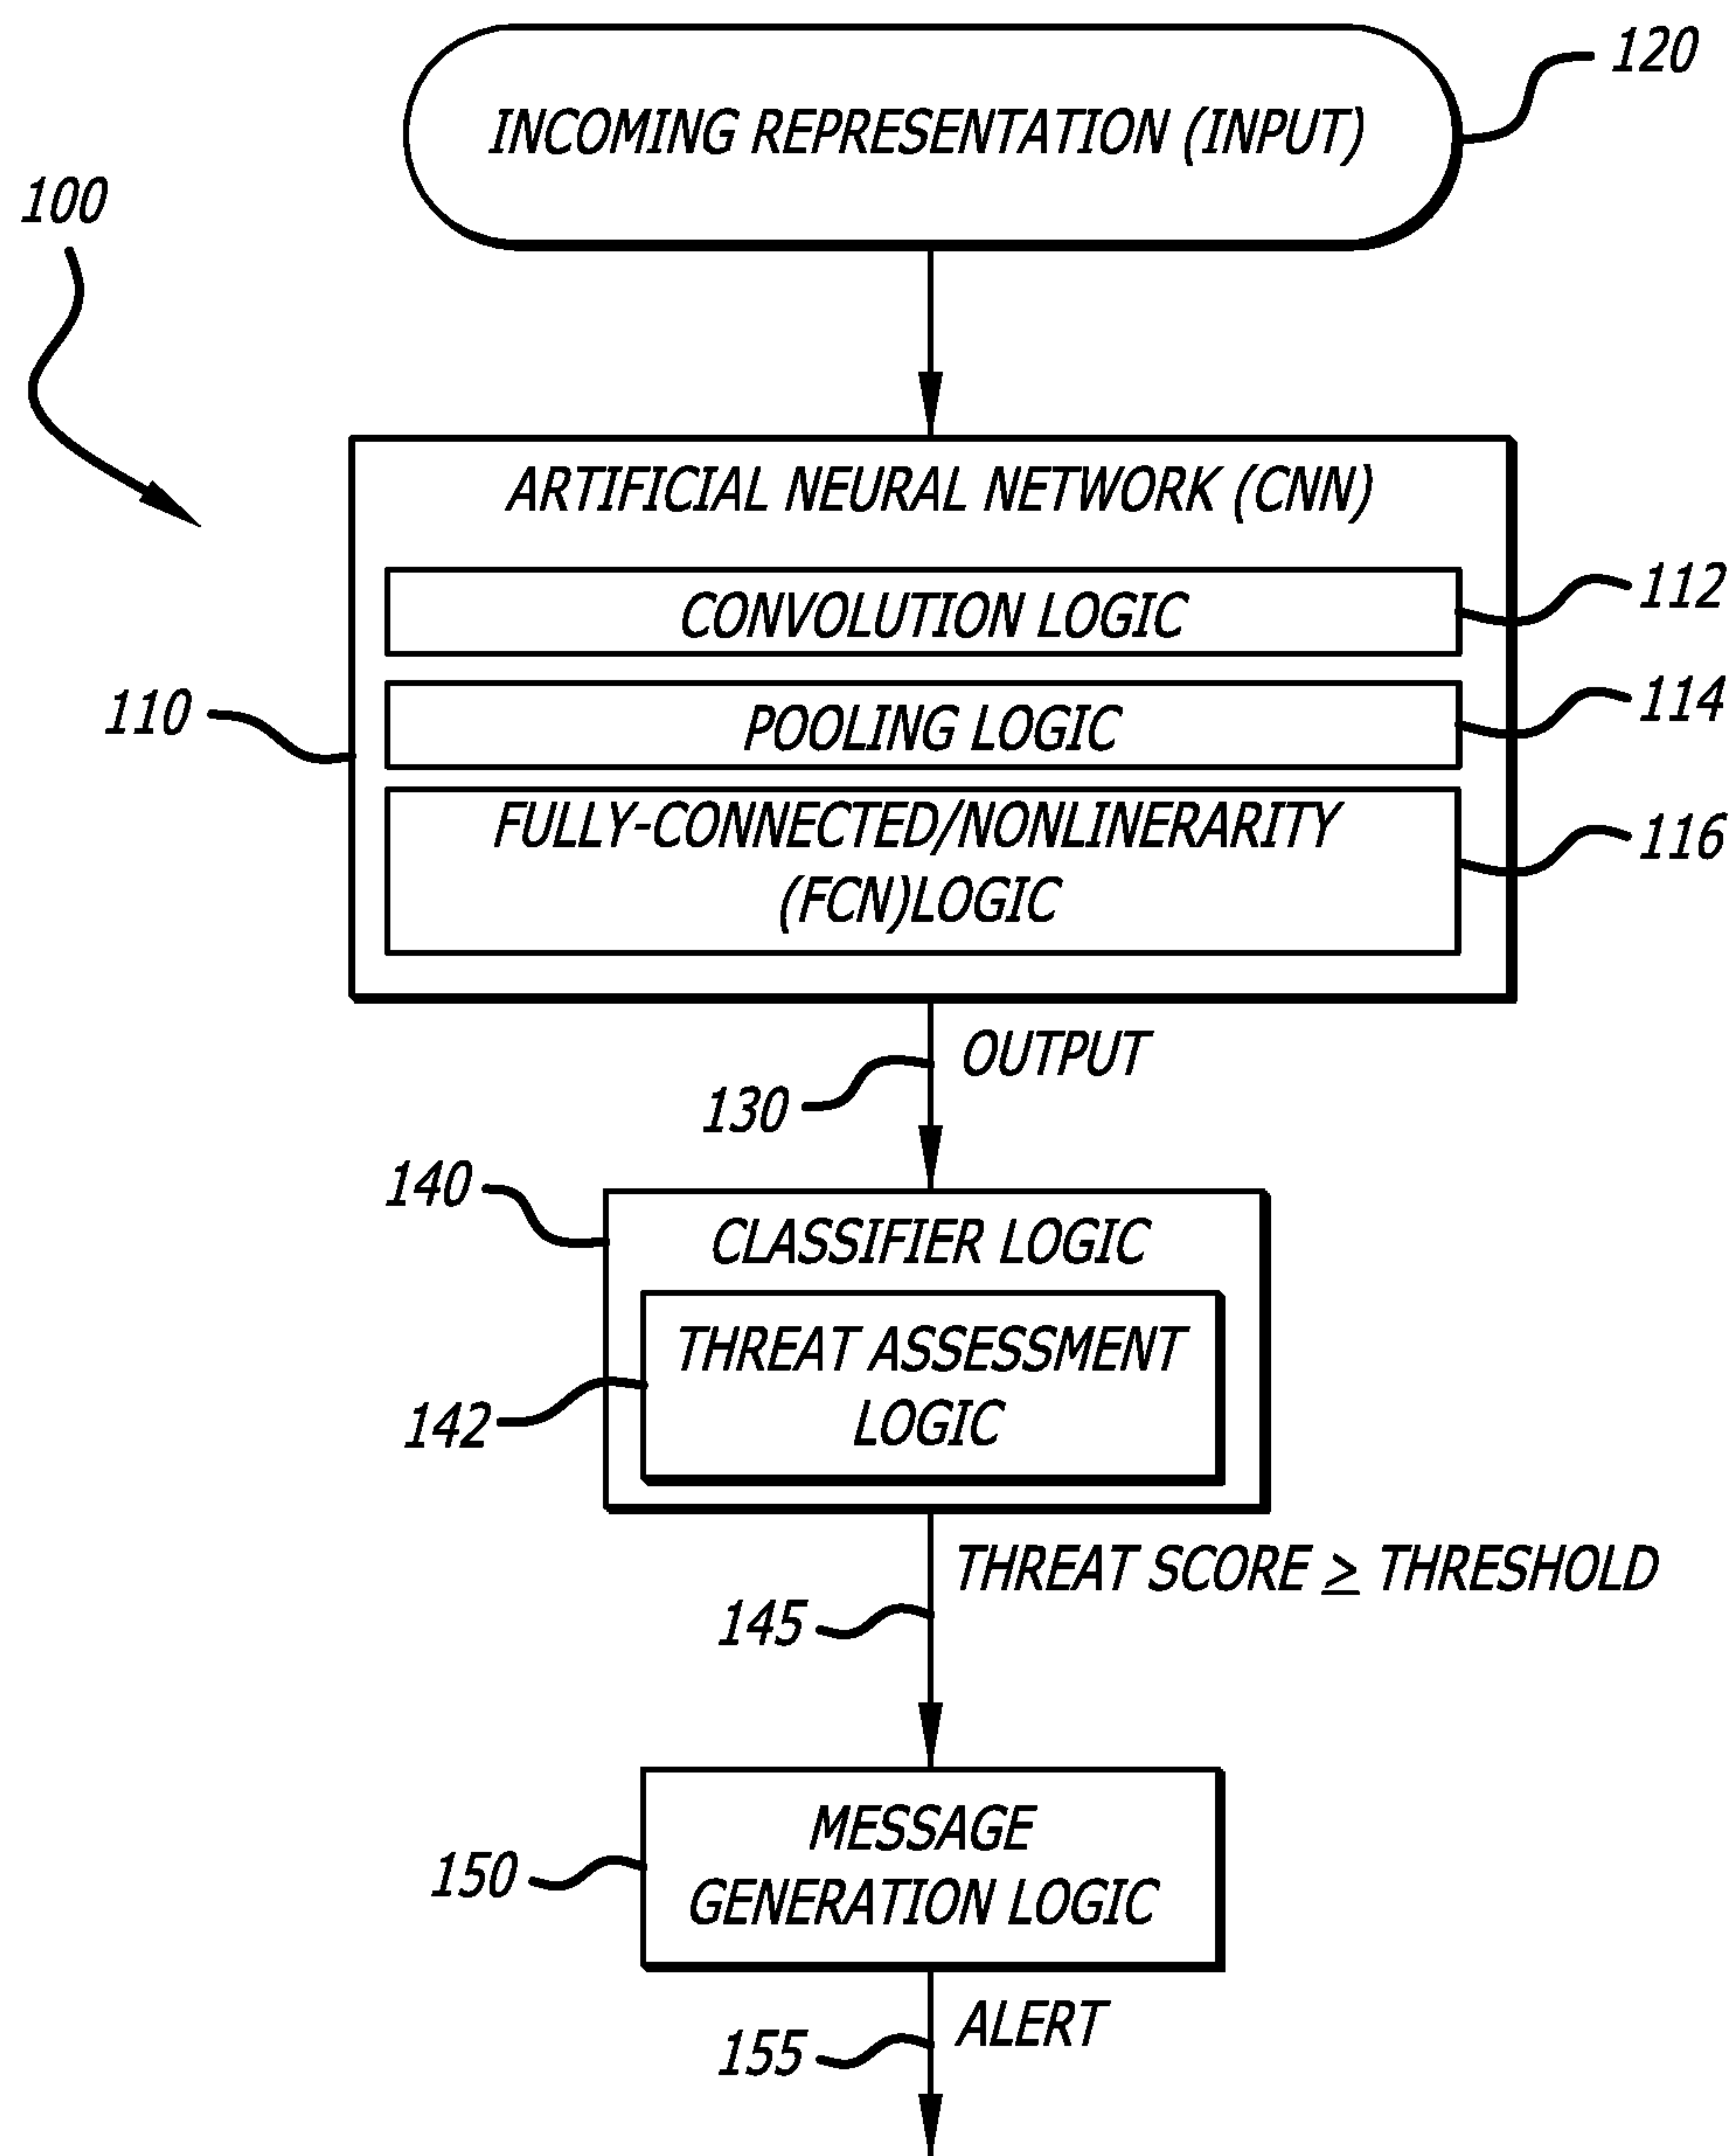 INCOMING REPRESENTATION (INPUT)
120
100
ARTIFICIAL NEURAL NETWORK (CNN)
CONVOLUTION LOGIC
112
110
POOLING LOGIC
114
FULLY-CONNECTED/NONLINERARITY
(FCN)LOGIC
116
OUTPUT
130
140
CLASSIFIER LOGIC
THREAT ASSESSMENT
LOGIC
142
THREAT SCORE ≥ THRESHOLD
145
MESSAGE
GENERATION LOGIC
150
ALERT
155